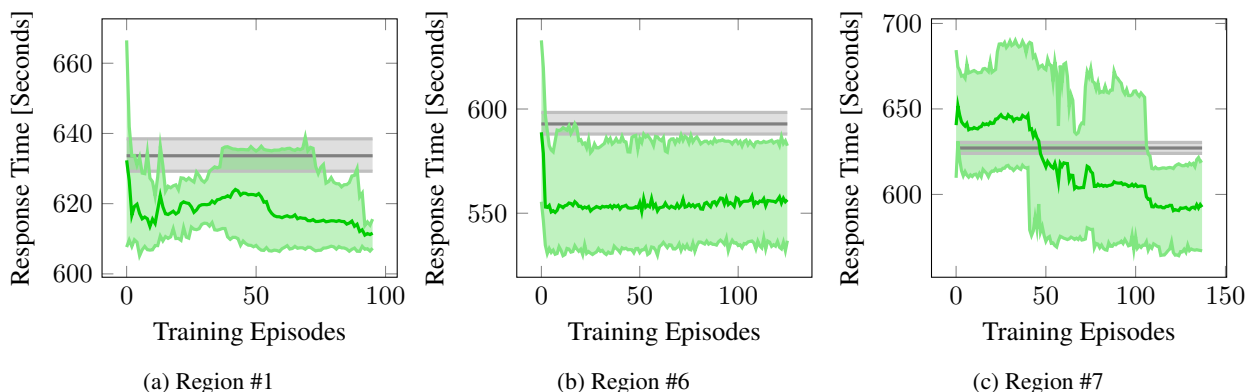 Response Time [Seconds]
660
640
620
600
0
50
100
Training Episodes
(a) Region #1
Response Time [Seconds]
600
550
0
50
100
Training Episodes
(b) Region #6
Response Time [Seconds]
700
650
600
0
50
100
150
Training Episodes
(c) Region #7